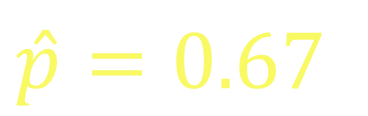 p̂ = 0.67